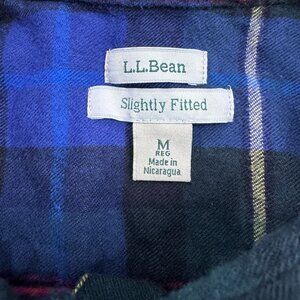 L.L.Bean
Slightly Fitted
M
REG
Made in
Nicaragua